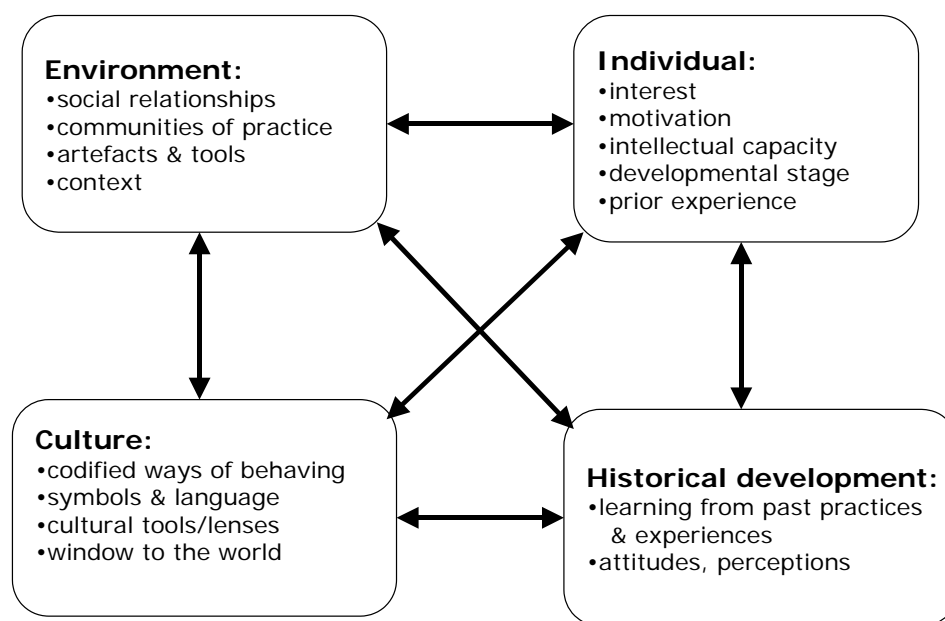 Environment:
•social relationships
•communities of practice
•artefacts & tools
•context
Individual:
•interest
•motivation
•intellectual capacity
•developmental stage
•prior experience
Culture:
•codified ways of behaving
•symbols & language
•cultural tools/lenses
•window to the world
Historical development:
•learning from past practices
& experiences
•attitudes, perceptions